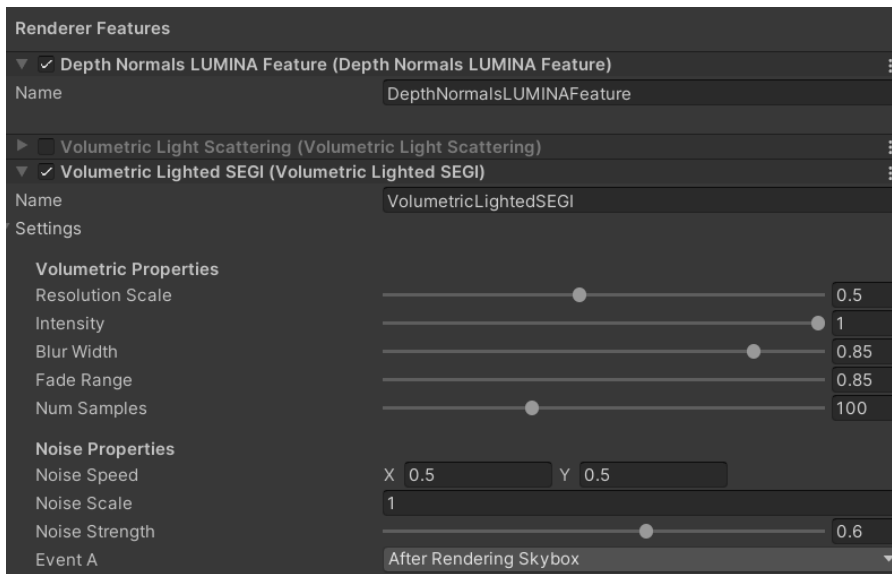 Renderer Features
Depth Normals LUMINA Feature (Depth Normals LUMINA Feature)
Name DepthNormalsLUMINAFeature
Volumetric Light Scattering (Volumetric Light Scattering)
Volumetric Lighted SEGI (Volumetric Lighted SEGI)
Name VolumetricLightedSEGI
Settings
Volumetric Properties
Resolution Scale 0.5
Intensity 1
Blur Width 0.85
Fade Range 0.85
Num Samples 100
Noise Properties
Noise Speed X 0.5 Y 0.5
Noise Scale 1
Noise Strength 0.6
Event A After Rendering Skybox